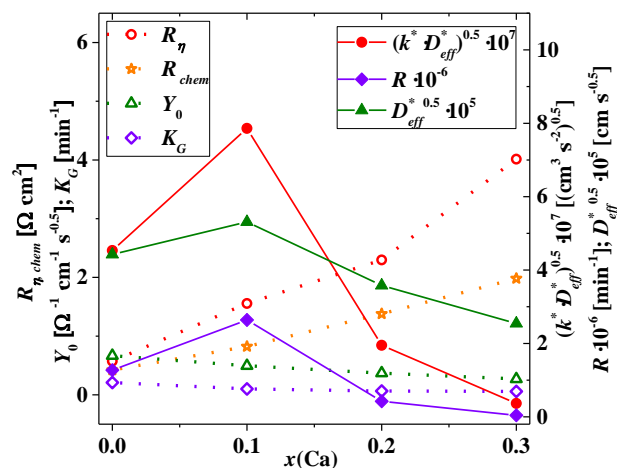 R_η
R_chem
Y_0
K_G
(k* · D*_eff)^0.5 · 10^7
R · 10^-6
D*_eff^0.5 · 10^5
6
4
2
0
10
8
6
4
2
0
0.0 0.1 0.2 0.3
x(Ca)
R_η, chem [Ω cm²]
Y_0 [Ω^-1 cm^-1 s^-0.5]; K_G [min^-1]
(k* · D*_eff)^0.5 · 10^7 [(cm³ s^-2)^0.5]
R · 10^-6 [min^-1]; D*_eff^0.5 · 10^5 [cm s^-0.5]